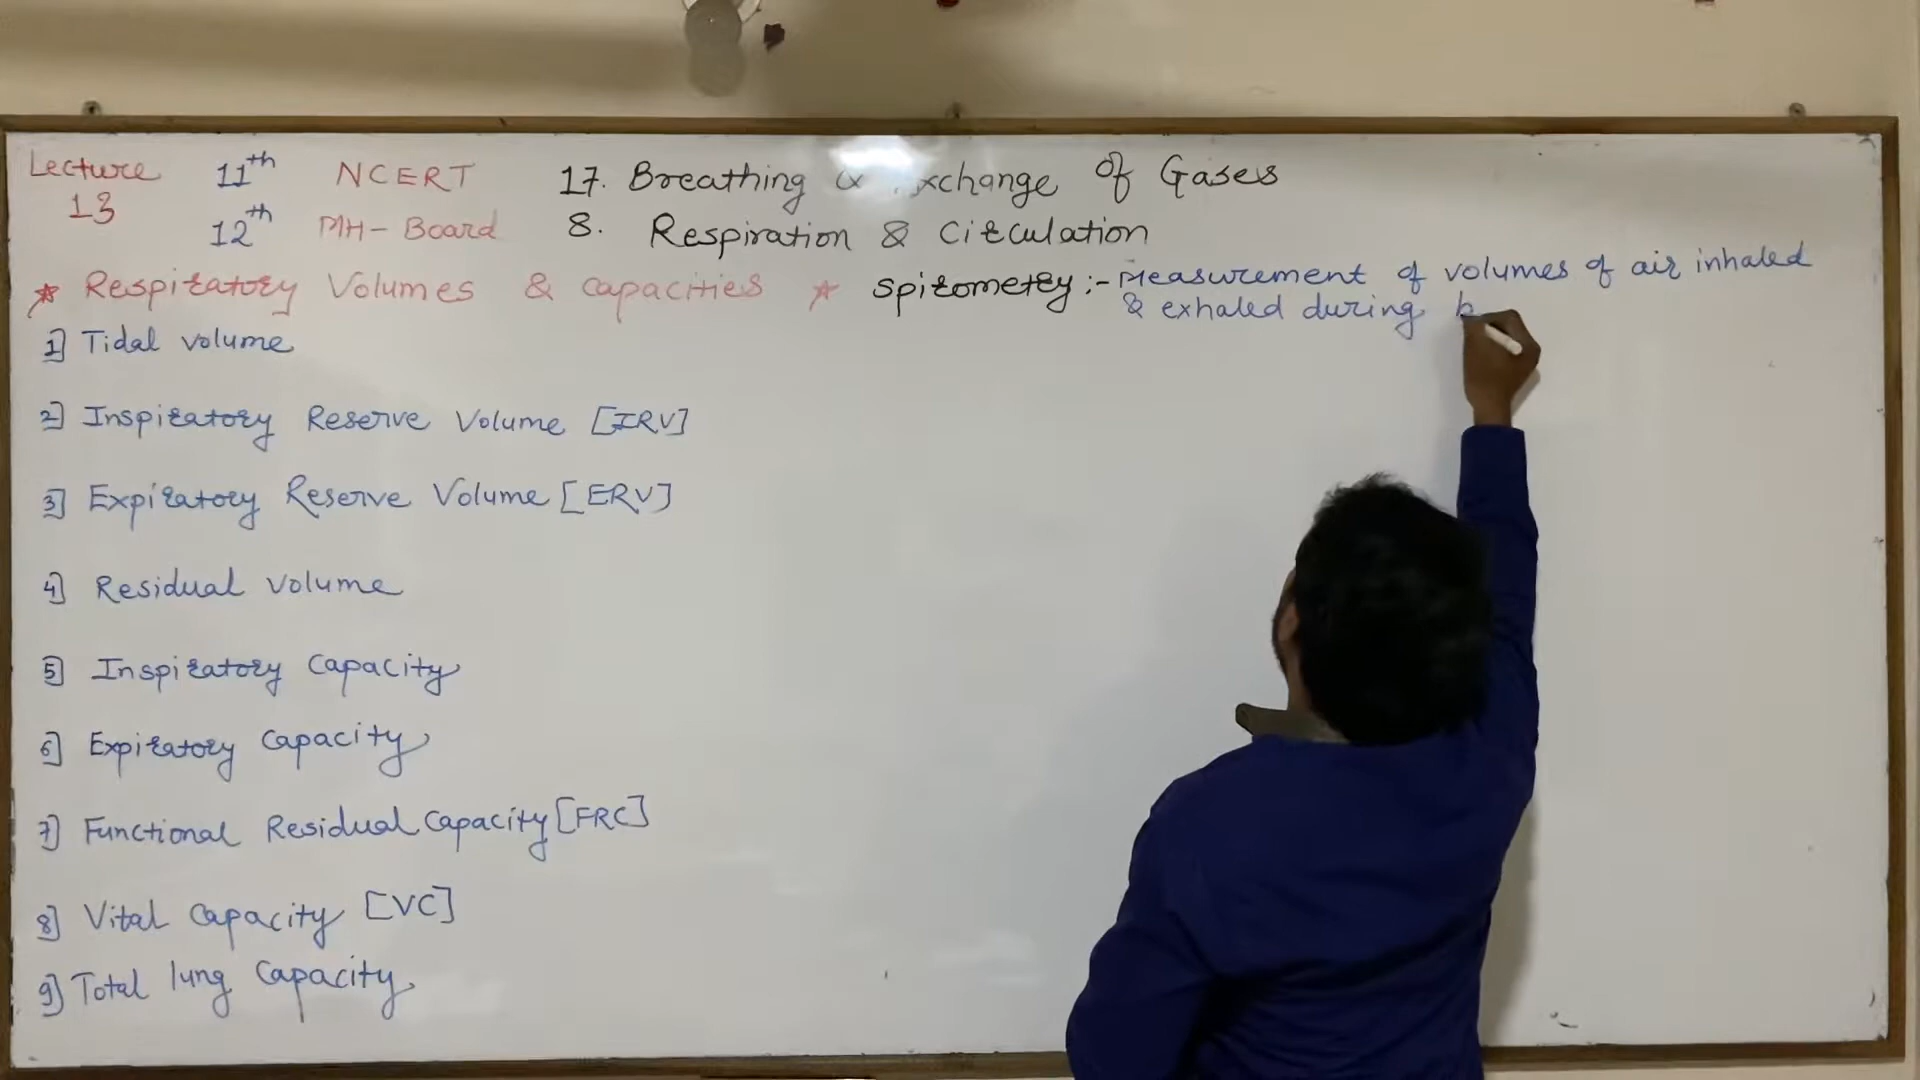 Lecture 13
11th NCERT 17. Breathing & xchange of Gases
12th MH-Board 8. Respiration & Circulation
* Respiratory Volumes & Capacities * Spirometry :- Measurement of volumes of air inhaled
& exhaled during b
1] Tidal volume
2] Inspiratory Reserve Volume [IRV]
3] Expiratory Reserve Volume [ERV]
4] Residual volume
5] Inspiratory Capacity
6] Expiratory Capacity
7] Functional Residual Capacity [FRC]
8] Vital Capacity [VC]
9] Total lung Capacity